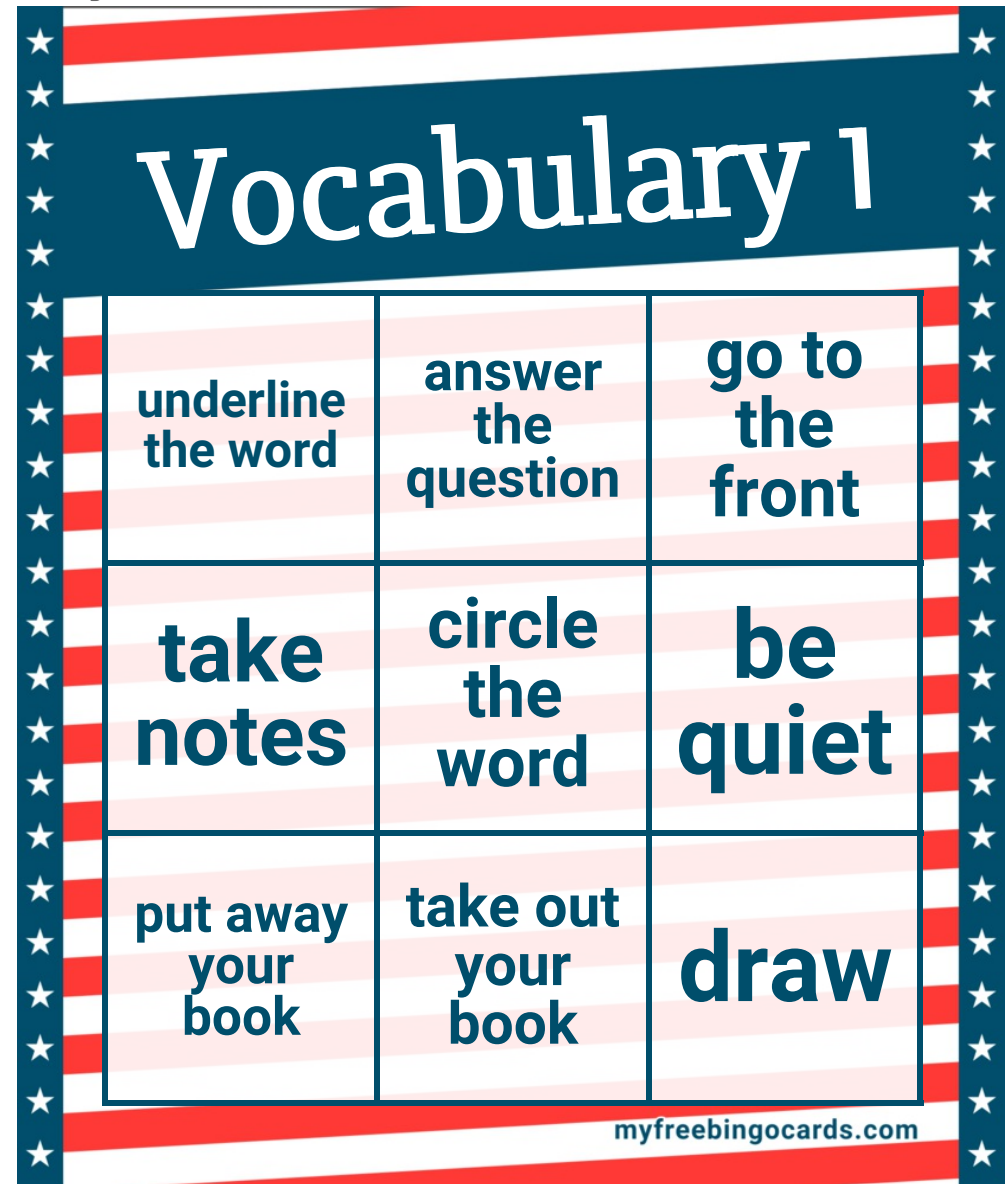 Vocabulary 1
underline
the word
answer
the
question
go to
the
front
take
notes
circle
the
word
be
quiet
put away
your
book
take out
your
book
draw
myfreebingocards.com